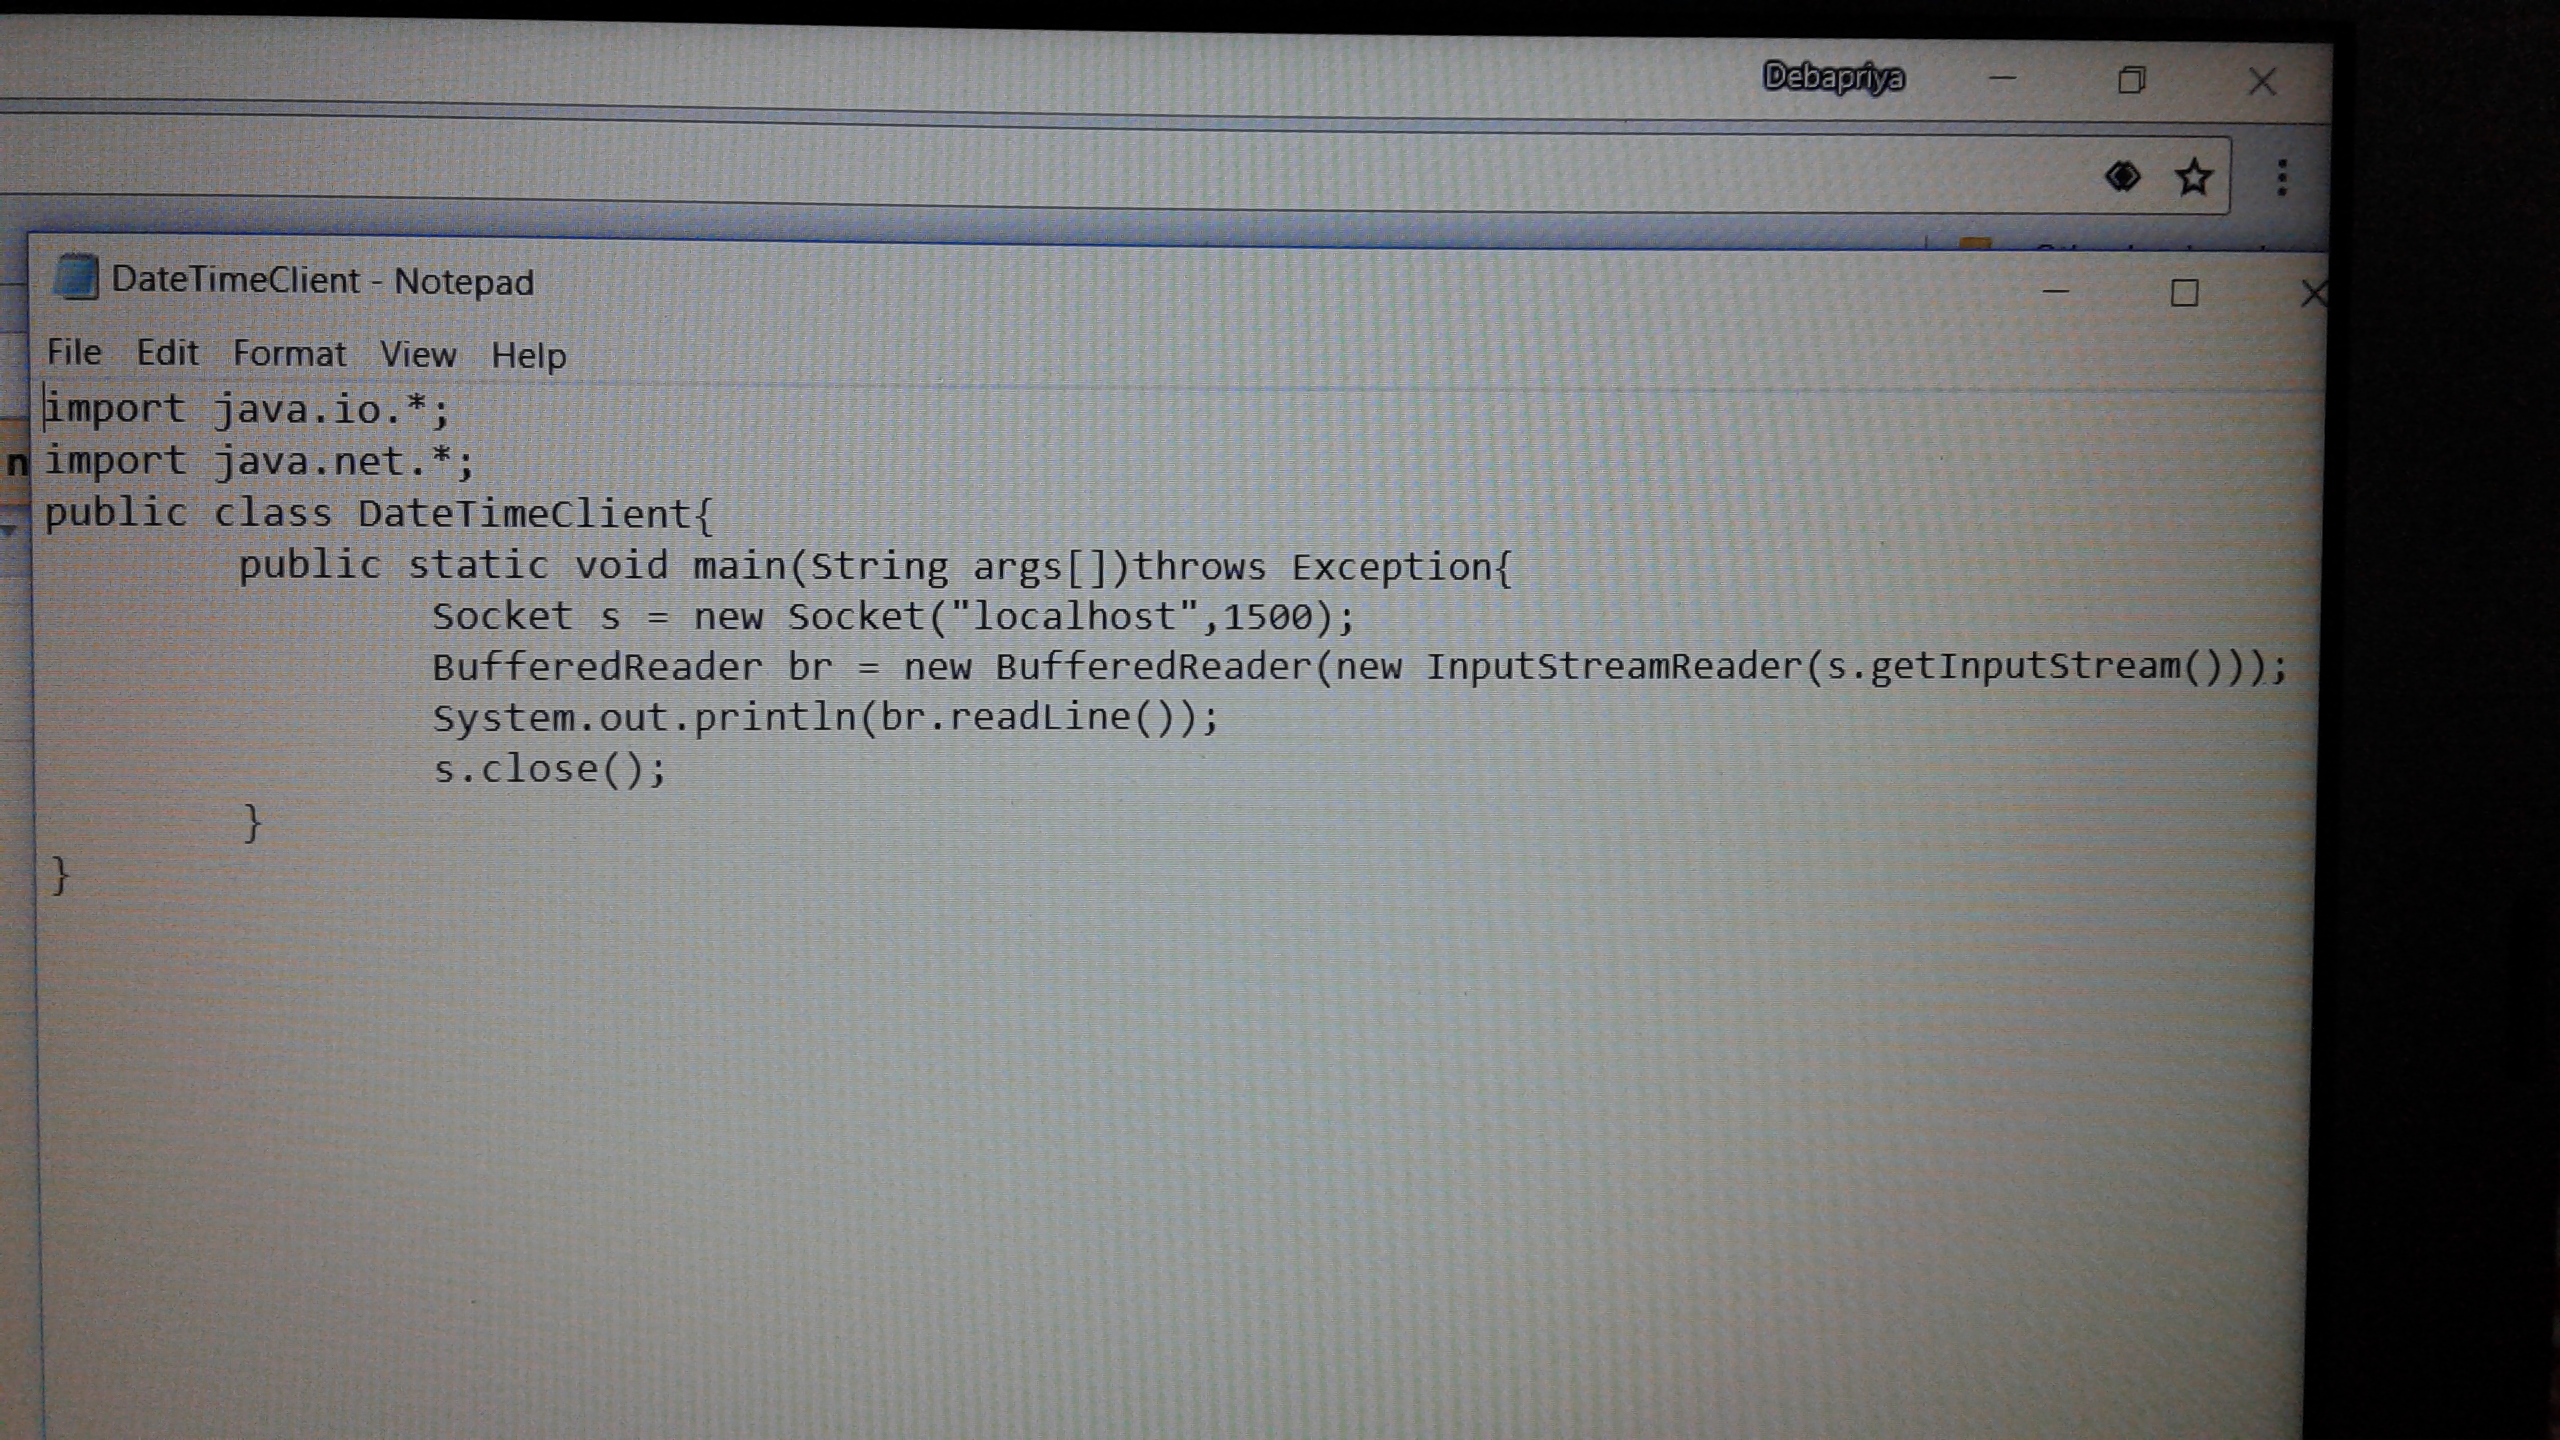 Debapriya
DateTimeClient - Notepad
File Edit Format View Help
import java.io.*;
n
import java.net.*;
public class DateTimeClient{
public static void main(String args[])throws Exception{
Socket s = new Socket("localhost",1500);
BufferedReader br = new BufferedReader(new InputStreamReader(s.getInputStream()));
System.out.println(br.readLine());
s.close();
}
}